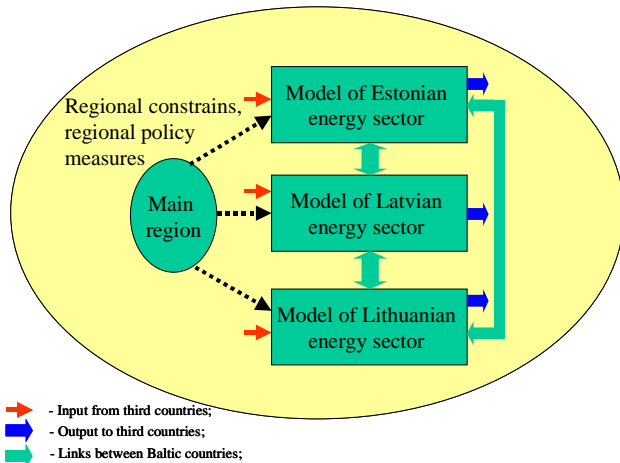 Regional constrains,
regional policy
measures
Main
region
Model of Estonian
energy sector
Model of Latvian
energy sector
Model of Lithuanian
energy sector
- Input from third countries;
- Output to third countries;
- Links between Baltic countries;